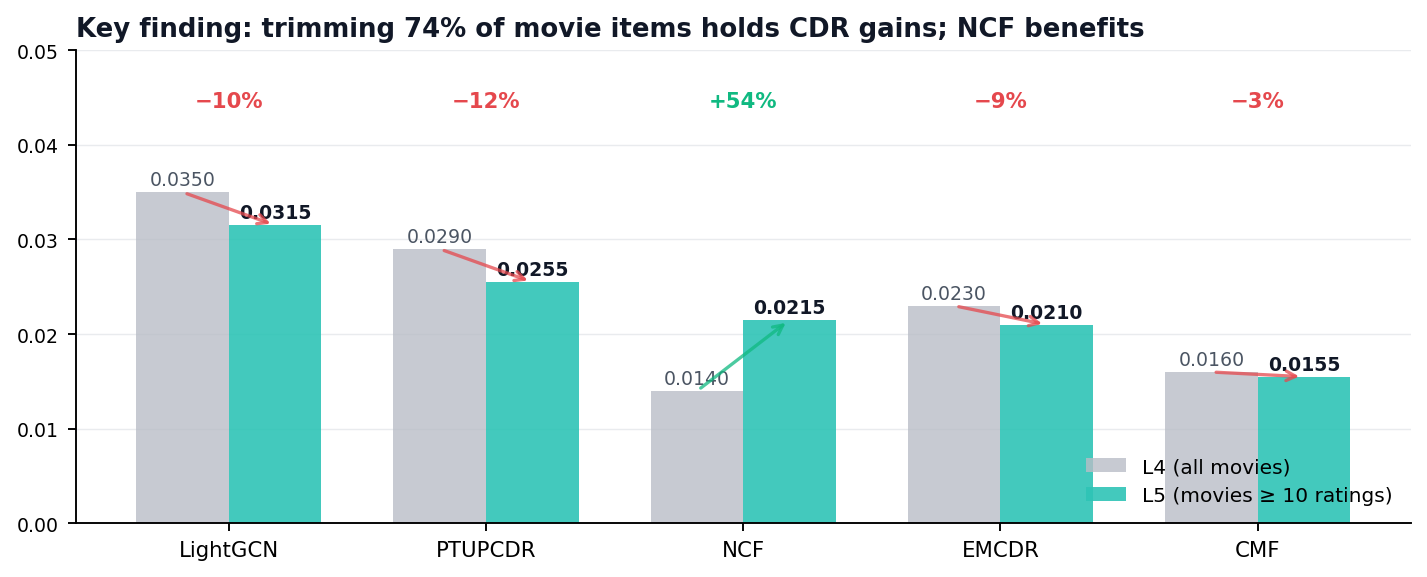 Key finding: trimming 74% of movie items holds CDR gains; NCF benefits
0.05
0.04
0.03
0.02
0.01
0.00
−10%
−12%
+54%
−9%
−3%
0.0350
0.0315
0.0290
0.0255
0.0140
0.0215
0.0230
0.0210
0.0160
0.0155
L4 (all movies)
L5 (movies ≥ 10 ratings)
LightGCN
PTUPCDR
NCF
EMCDR
CMF